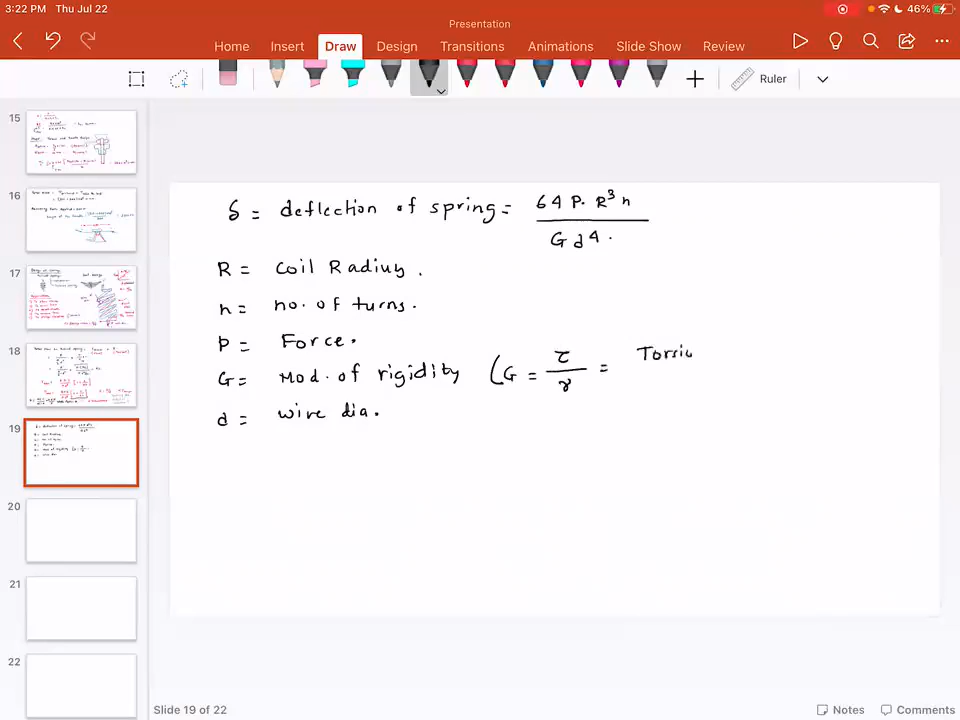 3:22 PM Thu Jul 22
46%
Presentation
Home Insert Draw Design Transitions Animations Slide Show Review
Ruler
15
16
17
18
19
20
21
22
δ = deflection of spring = 64 P. R³ n / G d⁴.
R = Coil Radius.
n = no. of turns.
P = Force.
G = Mod. of rigidity (G = τ / γ = Torsio
d = wire dia.
Slide 19 of 22
Notes Comments